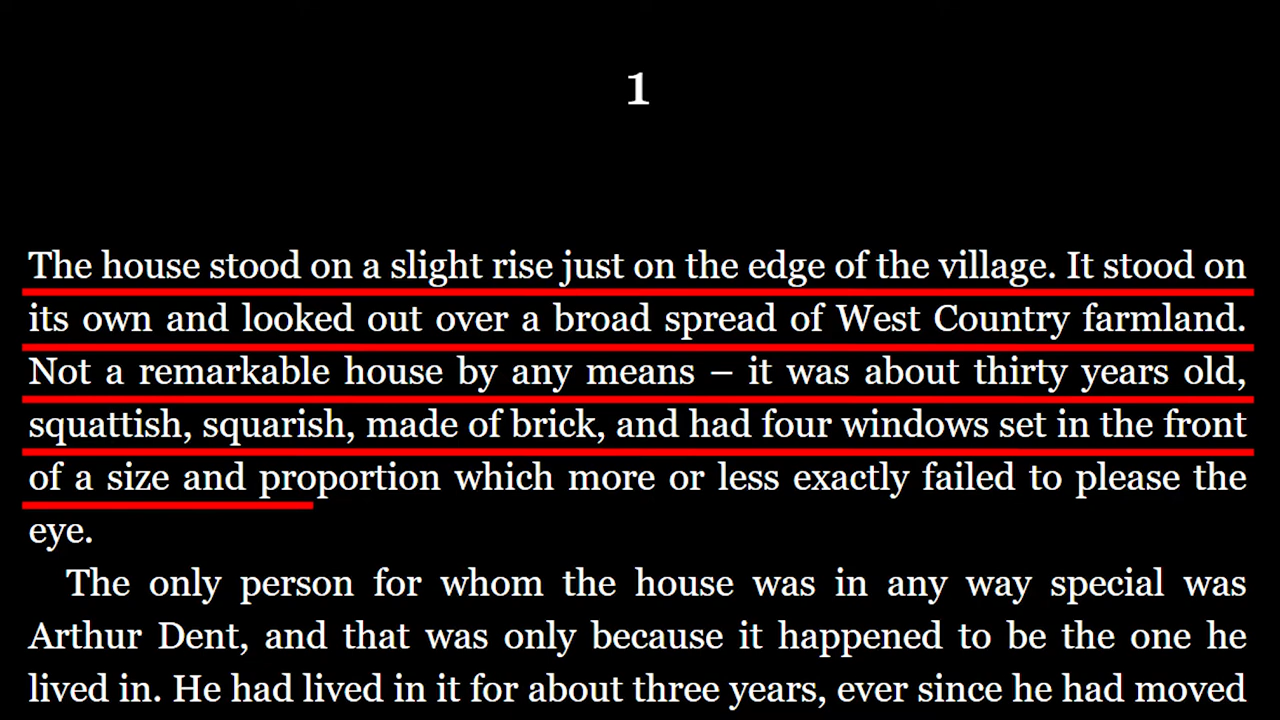 1
The house stood on a slight rise just on the edge of the village. It stood on
its own and looked out over a broad spread of West Country farmland.
Not a remarkable house by any means – it was about thirty years old,
squattish, squarish, made of brick, and had four windows set in the front
of a size and proportion which more or less exactly failed to please the
eye.
The only person for whom the house was in any way special was
Arthur Dent, and that was only because it happened to be the one he
lived in. He had lived in it for about three years, ever since he had moved